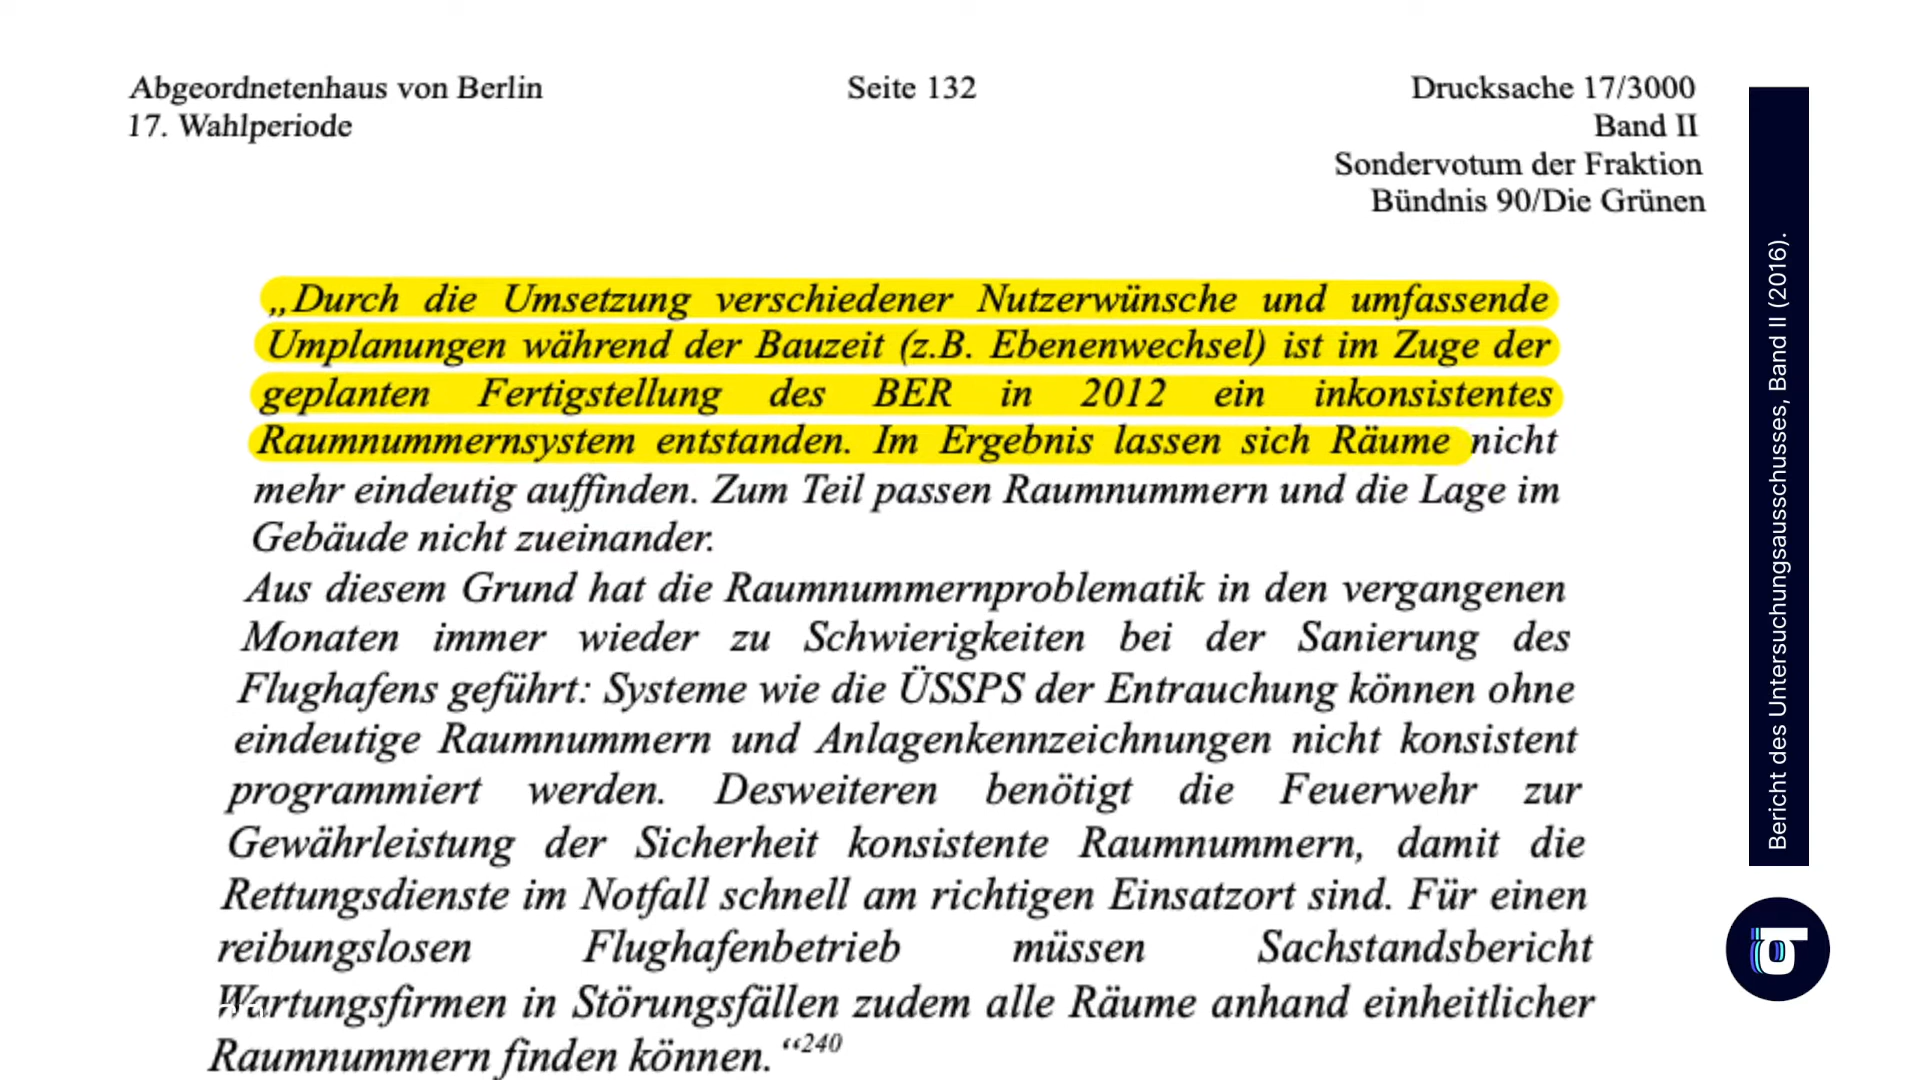 Abgeordnetenhaus von Berlin
17. Wahlperiode
Seite 132
Drucksache 17/3000
Band II
Sondervotum der Fraktion
Bündnis 90/Die Grünen
„Durch die Umsetzung verschiedener Nutzerwünsche und umfassende
Umplanungen während der Bauzeit (z.B. Ebenenwechsel) ist im Zuge der
geplanten Fertigstellung des BER in 2012 ein inkonsistentes
Raumnummernsystem entstanden. Im Ergebnis lassen sich Räume nicht
mehr eindeutig auffinden. Zum Teil passen Raumnummern und die Lage im
Gebäude nicht zueinander.
Aus diesem Grund hat die Raumnummernproblematik in den vergangenen
Monaten immer wieder zu Schwierigkeiten bei der Sanierung des
Flughafens geführt: Systeme wie die ÜSSPS der Entrauchung können ohne
eindeutige Raumnummern und Anlagenkennzeichnungen nicht konsistent
programmiert werden. Desweiteren benötigt die Feuerwehr zur
Gewährleistung der Sicherheit konsistente Raumnummern, damit die
Rettungsdienste im Notfall schnell am richtigen Einsatzort sind. Für einen
reibungslosen Flughafenbetrieb müssen Sachstandsbericht
Wartungsfirmen in Störungsfällen zudem alle Räume anhand einheitlicher
Raumnummern finden können.“240
Bericht des Untersuchungsausschusses, Band II (2016).